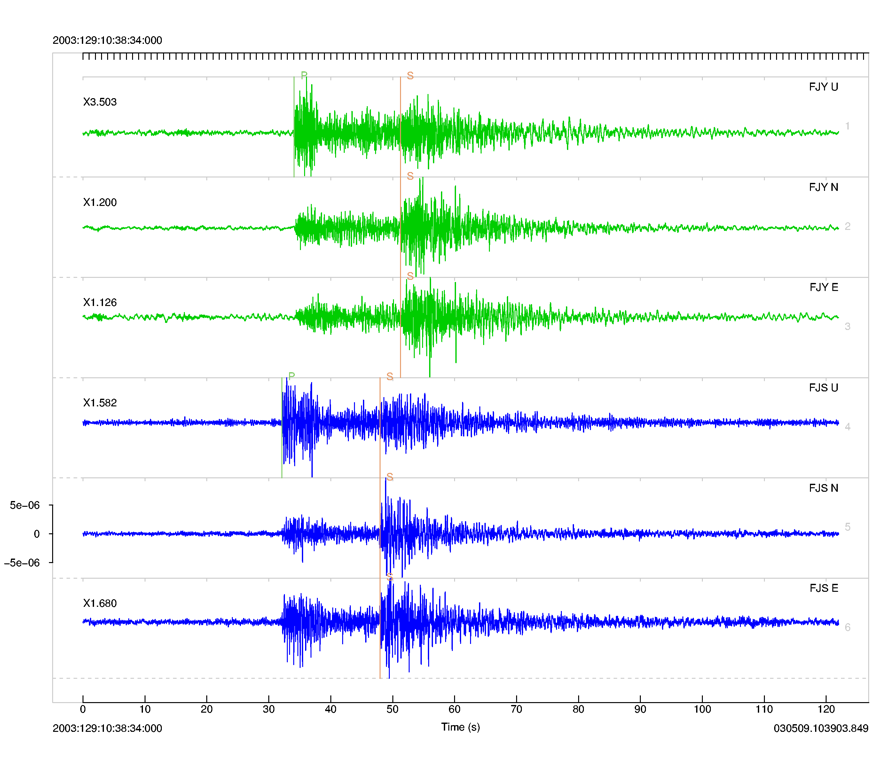 2003:129:10:38:34:000
P S FJY U
X3.503 1
S FJY N
X1.200 2
S FJY E
X1.126 3
P S FJS U
X1.582 4
S FJS N
5e-06
0 5
-5e-06
S FJS E
X1.680 6
0 10 20 30 40 50 60 70 80 90 100 110 120
2003:129:10:38:34:000 Time (s) 030509.103903.849